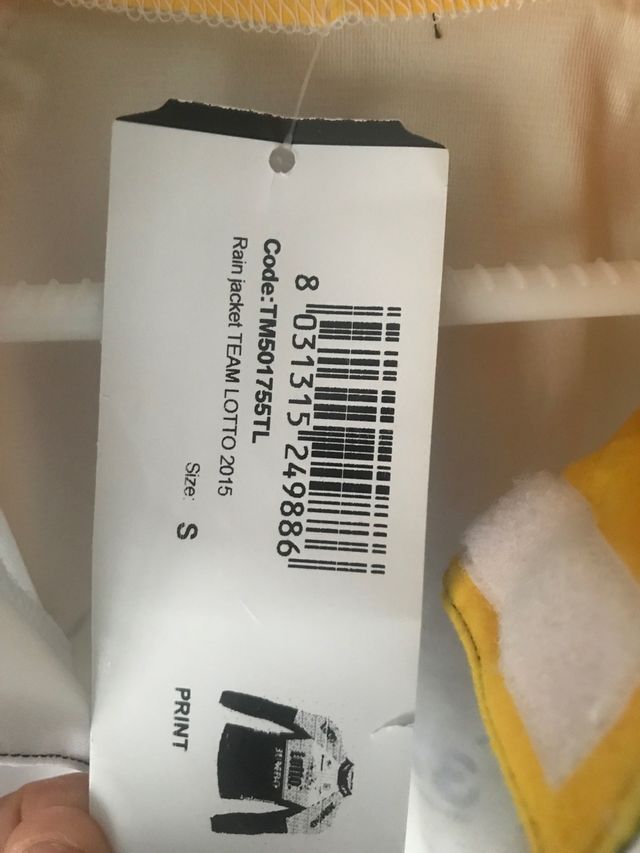 8 031315 249886
Code:TM501755TL
Rain jacket TEAM LOTTO 2015
Size: S
PRINT